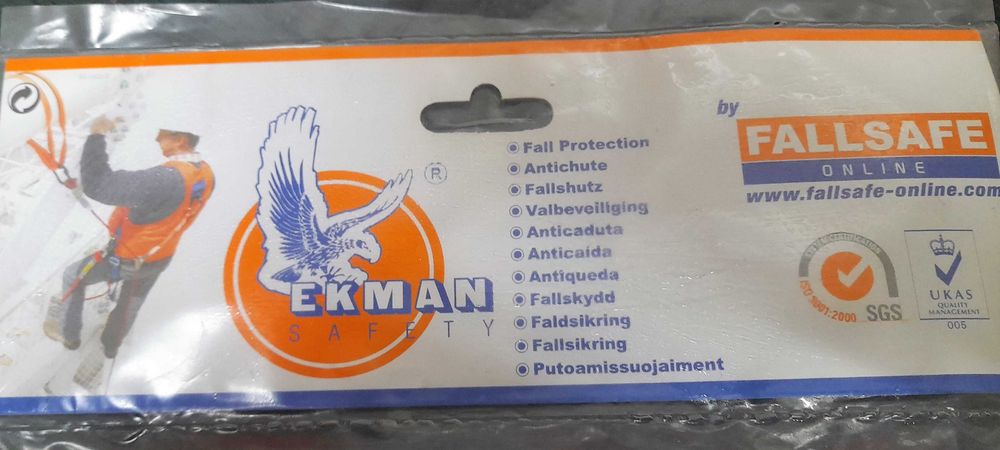 EKMAN
SAFETY
®
Fall Protection
Antichute
Fallshutz
Valbeveiliging
Anticaduta
Anticaida
Antiqueda
Fallskydd
Faldsikring
Fallsikring
Putoamissuojaiment
by
FALLSAFE
ONLINE
www.fallsafe-online.com
ISO 9001:2000
SGS
UKAS
QUALITY
MANAGEMENT
005